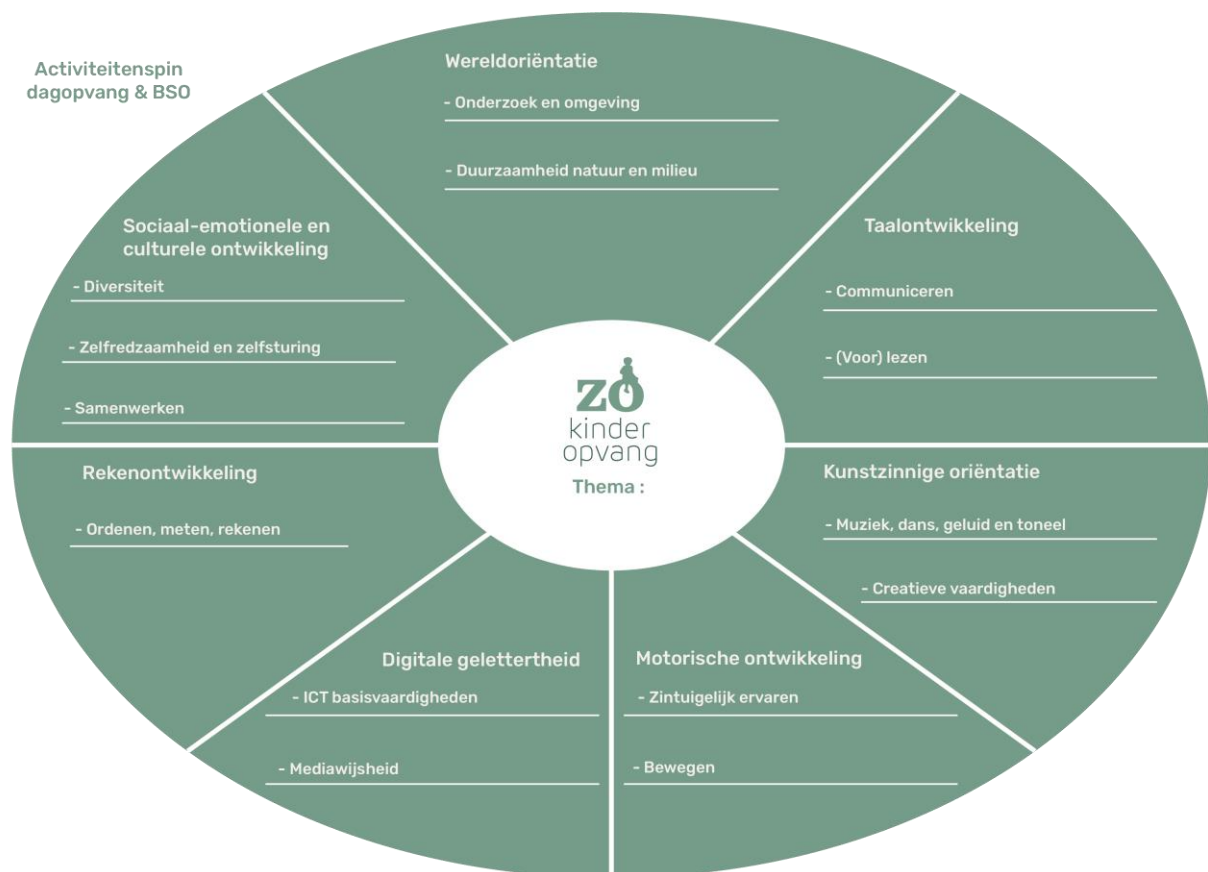 Activiteitenspin
dagopvang & BSO
Wereldoriëntatie
- Onderzoek en omgeving
- Duurzaamheid natuur en milieu
Sociaal-emotionele en
culturele ontwikkeling
- Diversiteit
- Zelfredzaamheid en zelfsturing
- Samenwerken
Taalontwikkeling
- Communiceren
- (Voor) lezen
zo
kinder
opvang
Thema :
Rekenontwikkeling
- Ordenen, meten, rekenen
Kunstzinnige oriëntatie
- Muziek, dans, geluid en toneel
- Creatieve vaardigheden
Digitale gelettertheid
- ICT basisvaardigheden
- Mediawijsheid
Motorische ontwikkeling
- Zintuigelijk ervaren
- Bewegen